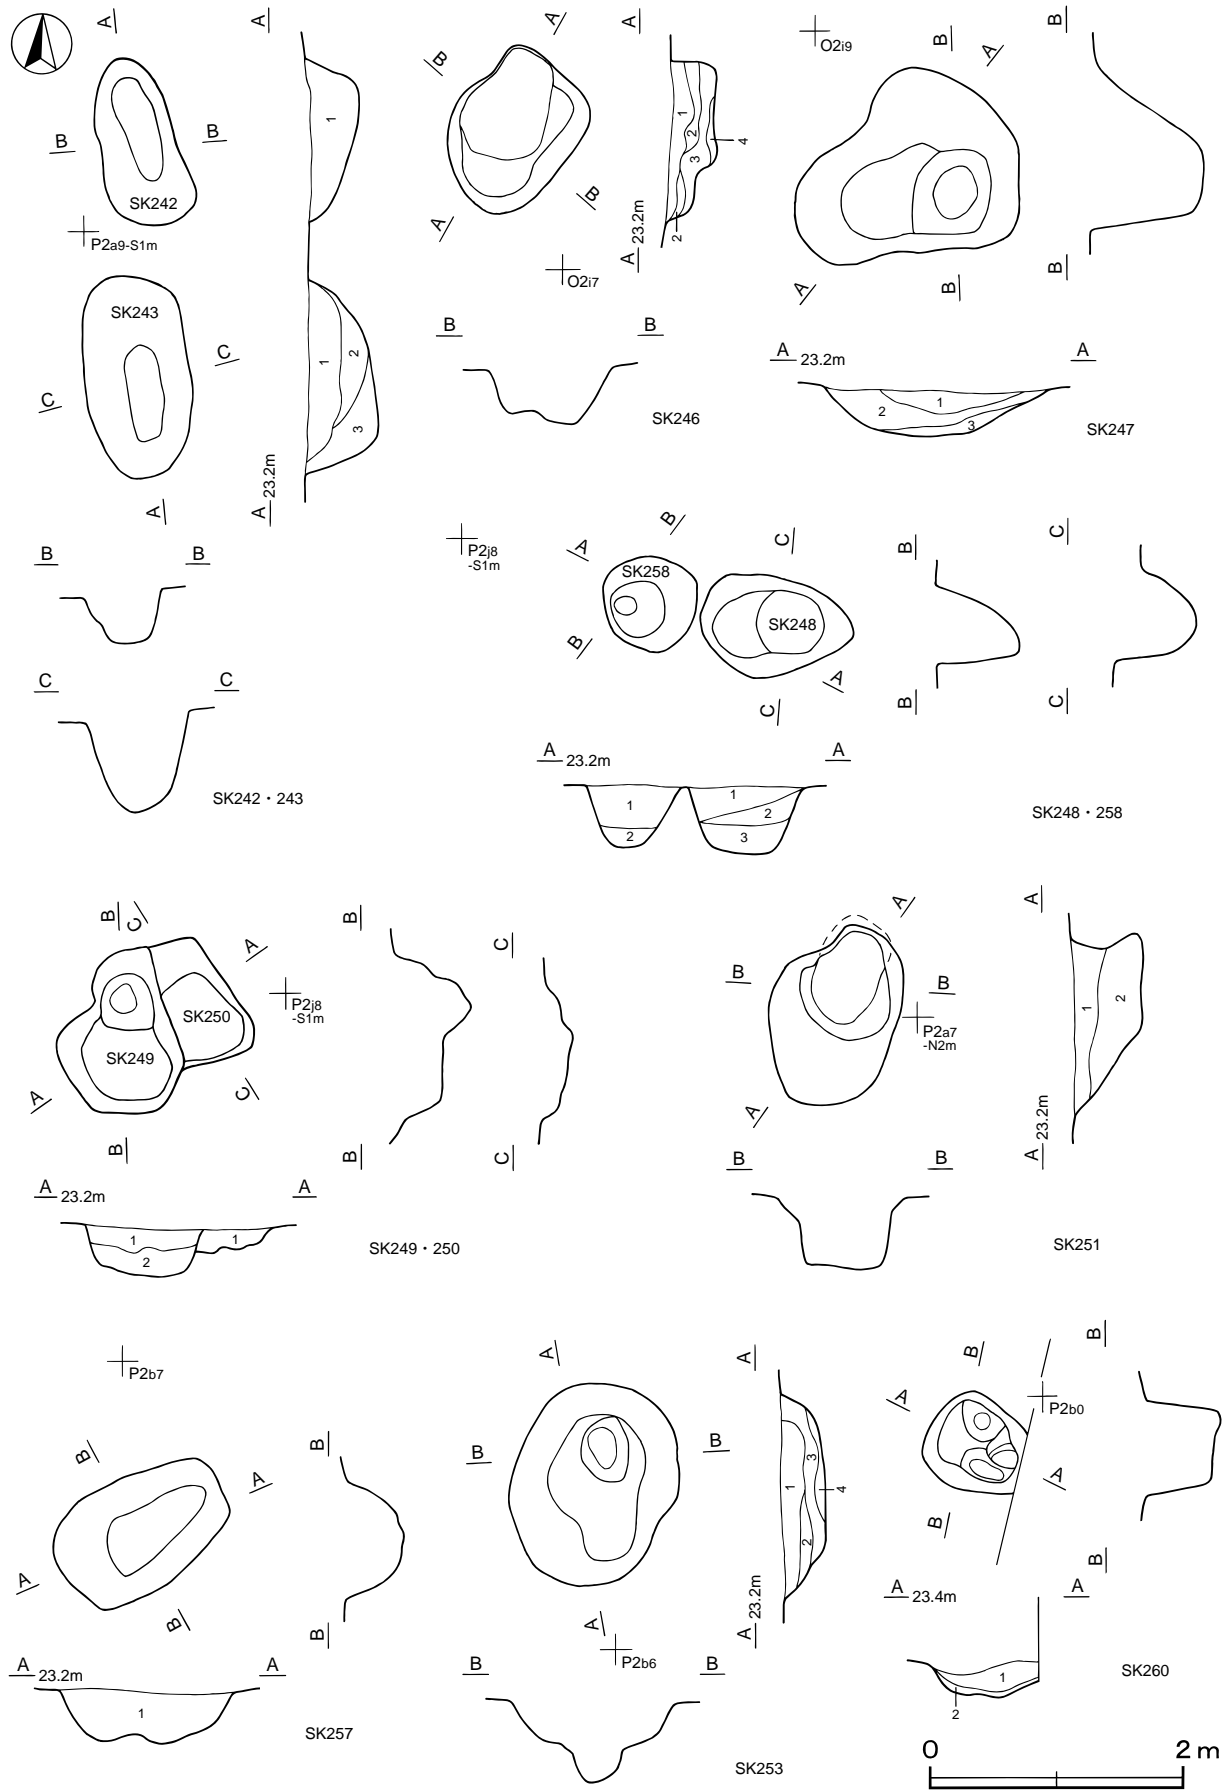 A
A
B
B
SK242
1
P2a9-S1m
SK243
C
C
1
2
3
A
A 23.2m
B
B
C
C
SK242・243
A
A
B
B
A
1
2
3
4
2
A 23.2m
O2i7
B
B
SK246
O2i9
B
A
B
A
B
B
A 23.2m
A
1
2
3
SK247
P2j8
-S1m
B
A
C
SK258
SK248
B
A
C
B
B
C
C
A 23.2m
A
1
2
1
2
3
SK248・258
B
C
A
P2j8
-S1m
SK250
SK249
A
C
B
B
B
C
C
A 23.2m
A
1
2
1
SK249・250
A
B
B
P2a7
-N2m
A
A
1
2
A 23.2m
B
B
SK251
P2b7
B
A
A
B
B
B
A 23.2m
A
1
SK257
A
B
B
A
P2b6
A
1
2
3
4
A 23.2m
B
B
SK253
B
A
P2b0
A
B
B
B
A 23.4m
A
1
2
SK260
0
2 m